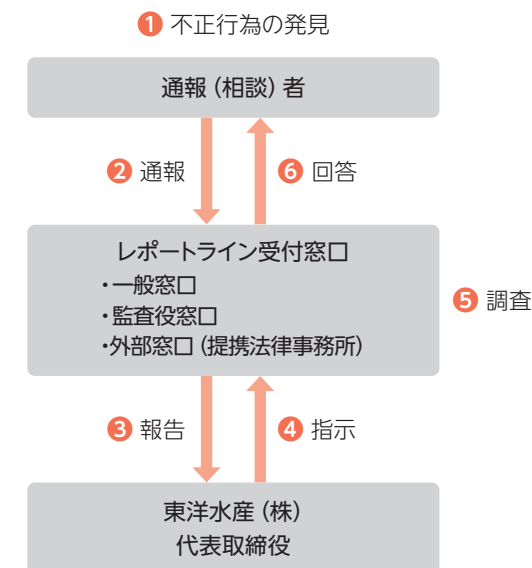 ❶ 不正行為の発見
通報（相談）者
❷ 通報
❻ 回答
レポートライン受付窓口
・一般窓口
・監査役窓口
・外部窓口（提携法律事務所）
❺ 調査
❸ 報告
❹ 指示
東洋水産（株）
代表取締役